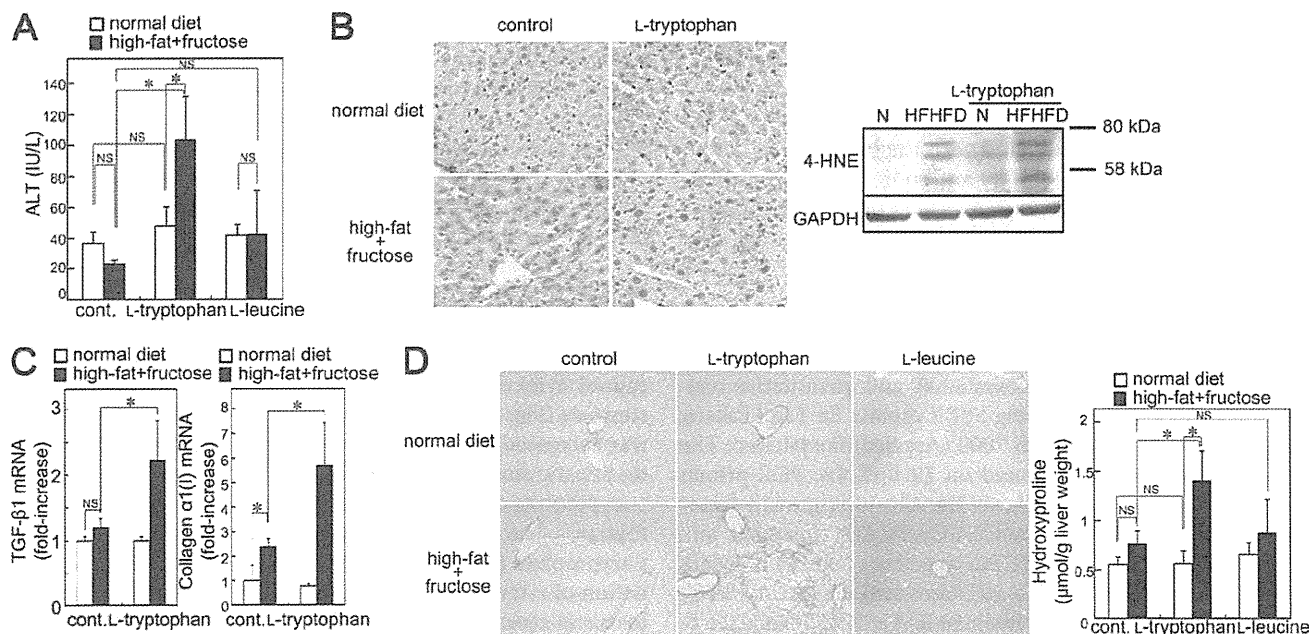 A
normal diet
high-fat+fructose
ALT (IU/L)
140
120
100
80
60
40
20
0
NS
*
*
NS
NS
NS
cont. L-tryptophan L-leucine
B
control L-tryptophan
normal diet
high-fat
+
fructose
L-tryptophan
N HFHFD N HFHFD
4-HNE
GAPDH
80 kDa
58 kDa
C
normal diet
high-fat+fructose
TGF-β1 mRNA
(fold-increase)
3
2
1
0
NS
*
cont. L-tryptophan
normal diet
high-fat+fructose
Collagen α1(I) mRNA
(fold-increase)
8
7
6
5
4
3
2
1
0
*
*
cont. L-tryptophan
D
control L-tryptophan L-leucine
normal diet
high-fat
+
fructose
normal diet
high-fat+fructose
Hydroxyproline
(µmol/g liver weight)
2
1.5
1
0.5
0
NS
*
*
NS
NS
NS
cont. L-tryptophan L-leucine